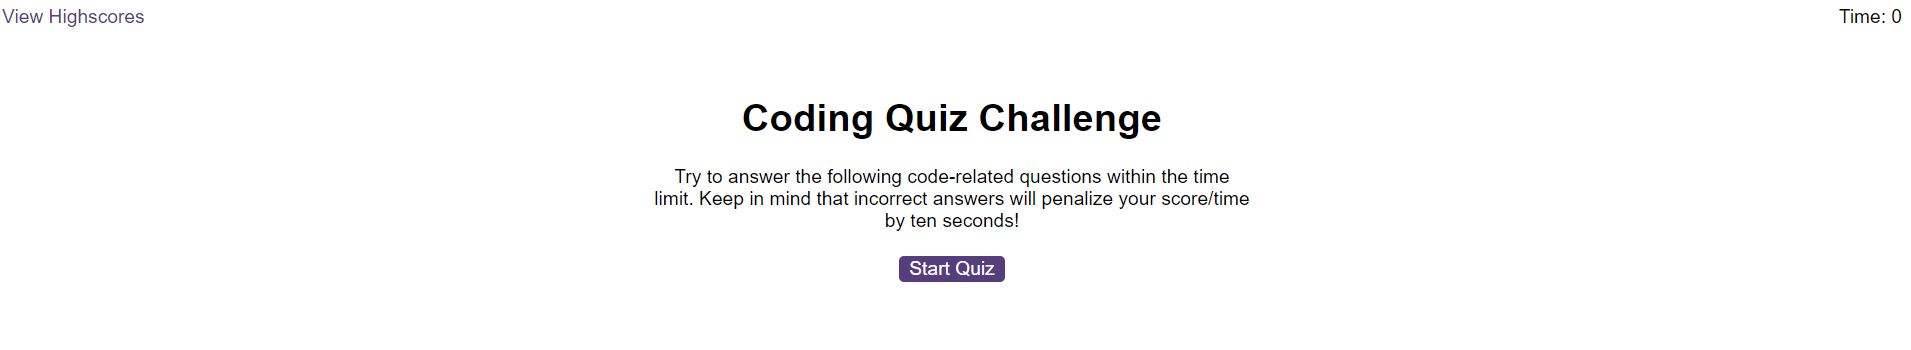 View Highscores
Time: 0
Coding Quiz Challenge
Try to answer the following code-related questions within the time
limit. Keep in mind that incorrect answers will penalize your score/time
by ten seconds!
Start Quiz